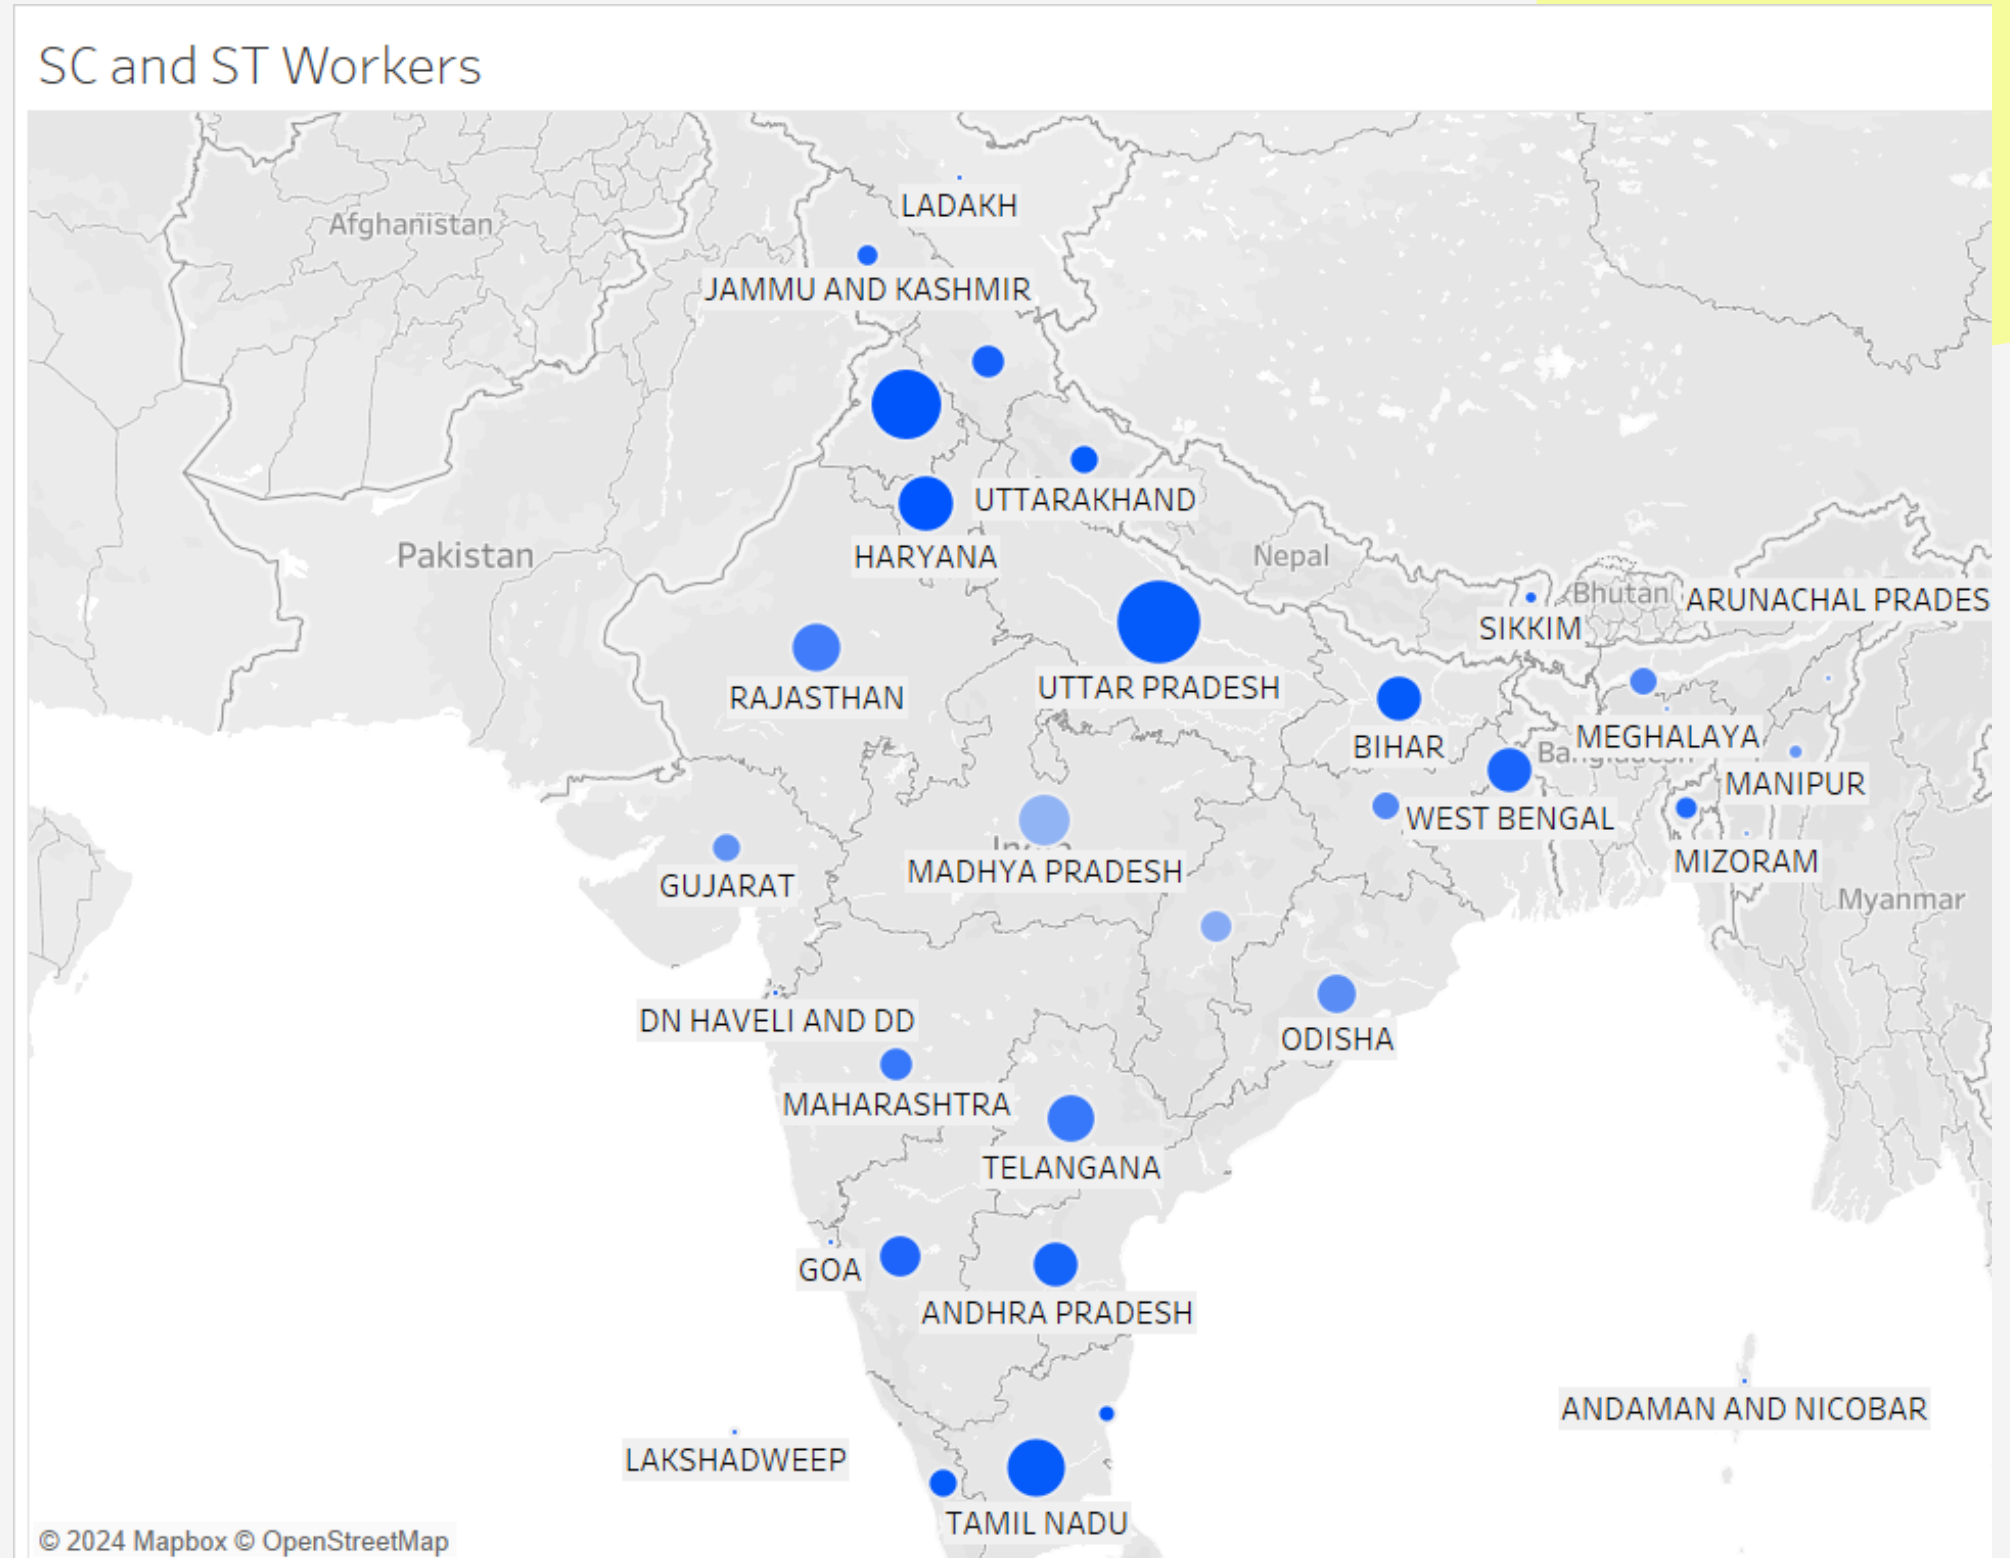 SC and ST Workers
Afghanistan
LADAKH
JAMMU AND KASHMIR
UTTARAKHAND
Pakistan
HARYANA
Nepal
Bhutan
ARUNACHAL PRADES
SIKKIM
RAJASTHAN
UTTAR PRADESH
BIHAR
MEGHALAYA
MANIPUR
WEST BENGAL
MADHYA PRADESH
MIZORAM
GUJARAT
Myanmar
DN HAVELI AND DD
ODISHA
MAHARASHTRA
TELANGANA
GOA
ANDHRA PRADESH
ANDAMAN AND NICOBAR
LAKSHADWEEP
TAMIL NADU
© 2024 Mapbox © OpenStreetMap